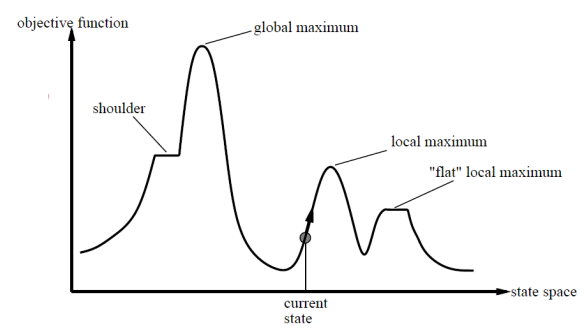 objective function
global maximum
shoulder
local maximum
"flat" local maximum
state space
current
state